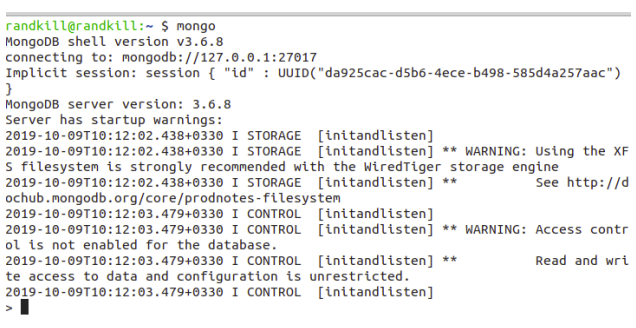 randkill@randkill:~ $ mongo
MongoDB shell version v3.6.8
connecting to: mongodb://127.0.0.1:27017
Implicit session: session { "id" : UUID("da925cac-d5b6-4ece-b498-585d4a257aac")
}
MongoDB server version: 3.6.8
Server has startup warnings:
2019-10-09T10:12:02.438+0330 I STORAGE  [initandlisten]
2019-10-09T10:12:02.438+0330 I STORAGE  [initandlisten] ** WARNING: Using the XF
S filesystem is strongly recommended with the WiredTiger storage engine
2019-10-09T10:12:02.438+0330 I STORAGE  [initandlisten] **          See http://d
ochub.mongodb.org/core/prodnotes-filesystem
2019-10-09T10:12:03.479+0330 I CONTROL  [initandlisten]
2019-10-09T10:12:03.479+0330 I CONTROL  [initandlisten] ** WARNING: Access contr
ol is not enabled for the database.
2019-10-09T10:12:03.479+0330 I CONTROL  [initandlisten] **          Read and wri
te access to data and configuration is unrestricted.
2019-10-09T10:12:03.479+0330 I CONTROL  [initandlisten]
>